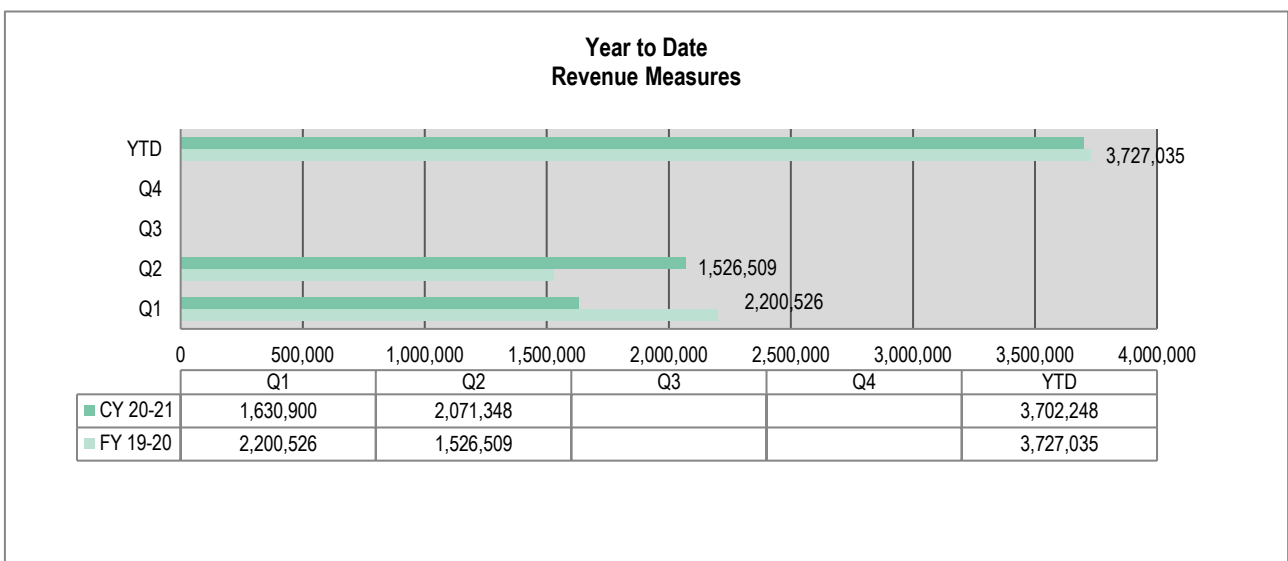 Year to Date
Revenue Measures
YTD
3,727,035
Q4
Q3
Q2
1,526,509
Q1
2,200,526
0 500,000 1,000,000 1,500,000 2,000,000 2,500,000 3,000,000 3,500,000 4,000,000
Q1 Q2 Q3 Q4 YTD
CY 20-21 1,630,900 2,071,348 3,702,248
FY 19-20 2,200,526 1,526,509 3,727,035